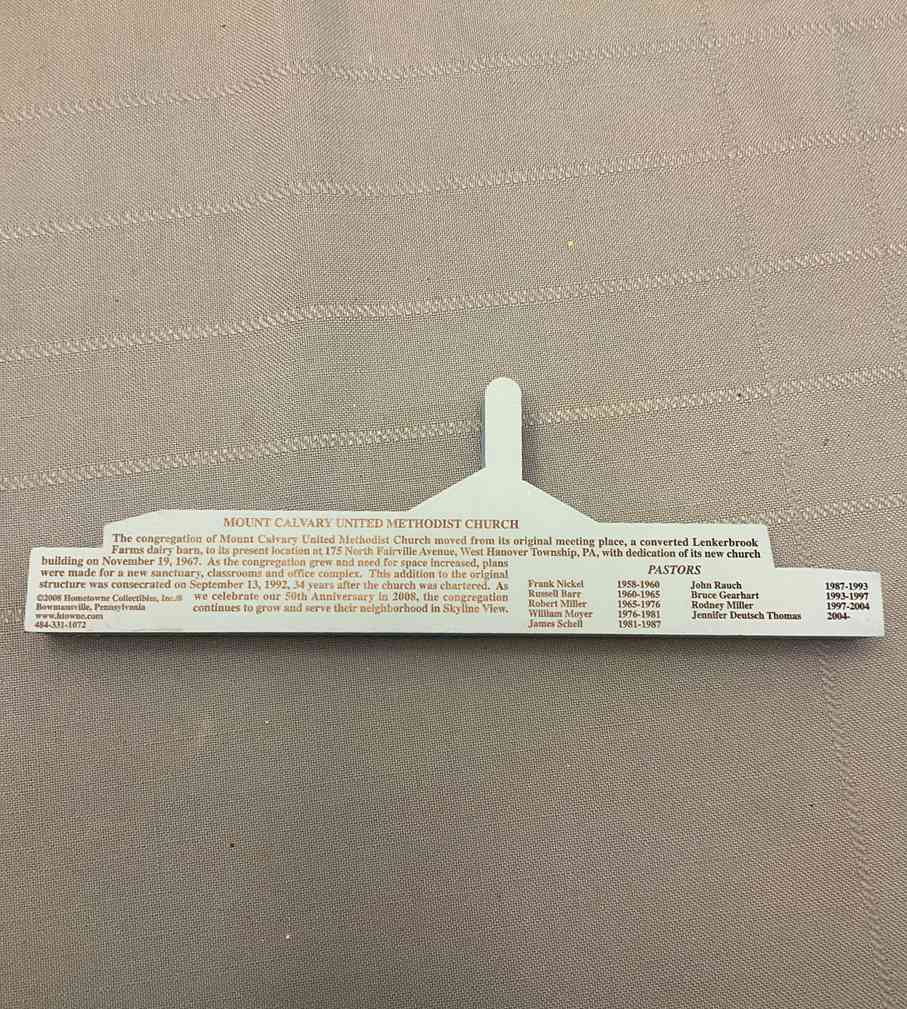 MOUNT CALVARY UNITED METHODIST CHURCH
The congregation of Mount Calvary United Methodist Church moved from its original meeting place, a converted Lenkerbrook
Farms dairy barn, to its present location at 175 North Fairville Avenue, West Hanover Township, PA, with dedication of its new church
building on November 19, 1967. As the congregation grew and need for space increased, plans
were made for a new sanctuary, classrooms and office complex. This addition to the original
structure was consecrated on September 13, 1992, 34 years after the church was chartered. As
we celebrate our 50th Anniversary in 2008, the congregation
continues to grow and serve their neighborhood in Skyline View.
©2008 Hometowne Collectibles, Inc.®
Bowmansville, Pennsylvania
www.htowne.com
484-331-1072
PASTORS
Frank Nickel 1958-1960
Russell Barr 1960-1965
Robert Miller 1965-1976
William Moyer 1976-1981
James Schell 1981-1987
John Rauch 1987-1993
Bruce Gearhart 1993-1997
Rodney Miller 1997-2004
Jennifer Deutsch Thomas 2004-